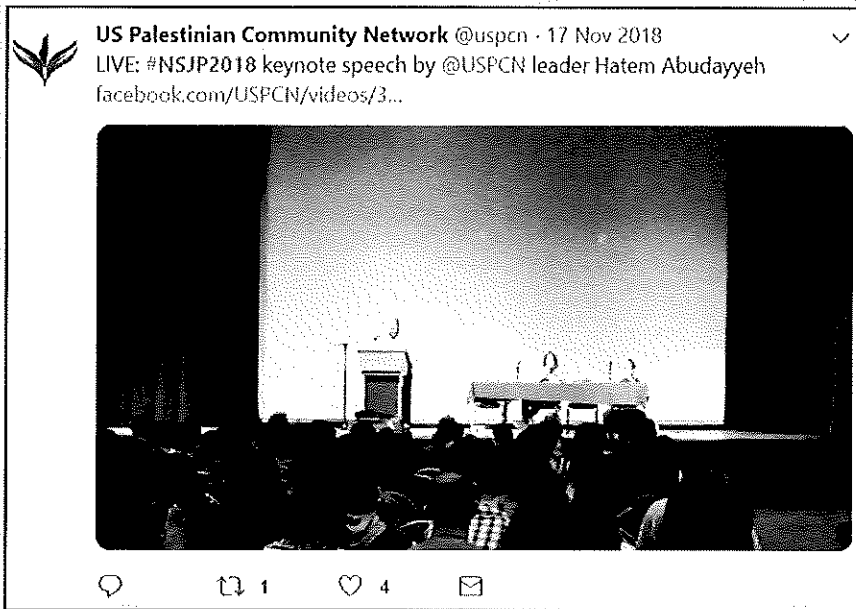 US Palestinian Community Network @uspcn · 17 Nov 2018
LIVE: #NSJP2018 keynote speech by @USPCN leader Hatem Abudayyeh
facebook.com/USPCN/videos/3...
1 4